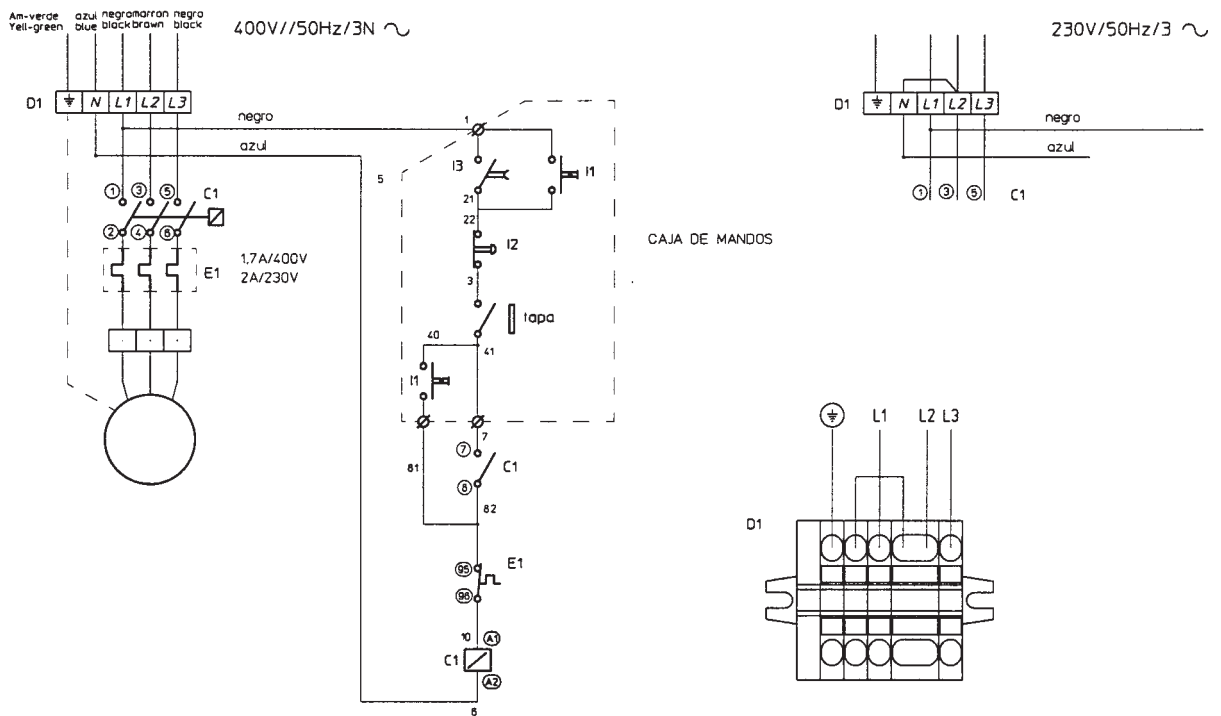 Am-verde azul negro marron negro
Yell-green blue black brown black
400V//50Hz/3N ～
230V/50Hz/3 ～
D1 N L1 L2 L3
D1 N L1 L2 L3
negro
azul
negro
azul
1
5
I3
I1
21
22
1 3 5 C1
2 4 6
1 3 5 C1
I2
CAJA DE MANDOS
E1
1,7A/400V
2A/230V
3
tapa
40
41
I1
7
7
81
C1
8
82
L1 L2 L3
D1
95 E1
96
10 A1
C1
A2
6